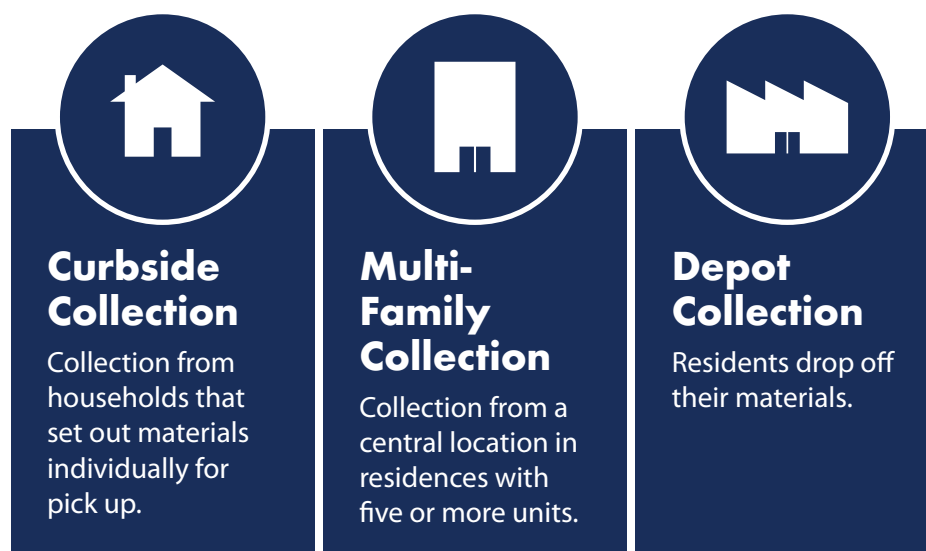 Curbside
Collection
Collection from
households that
set out materials
individually for
pick up.
Multi-
Family
Collection
Collection from a
central location in
residences with
five or more units.
Depot
Collection
Residents drop off
their materials.